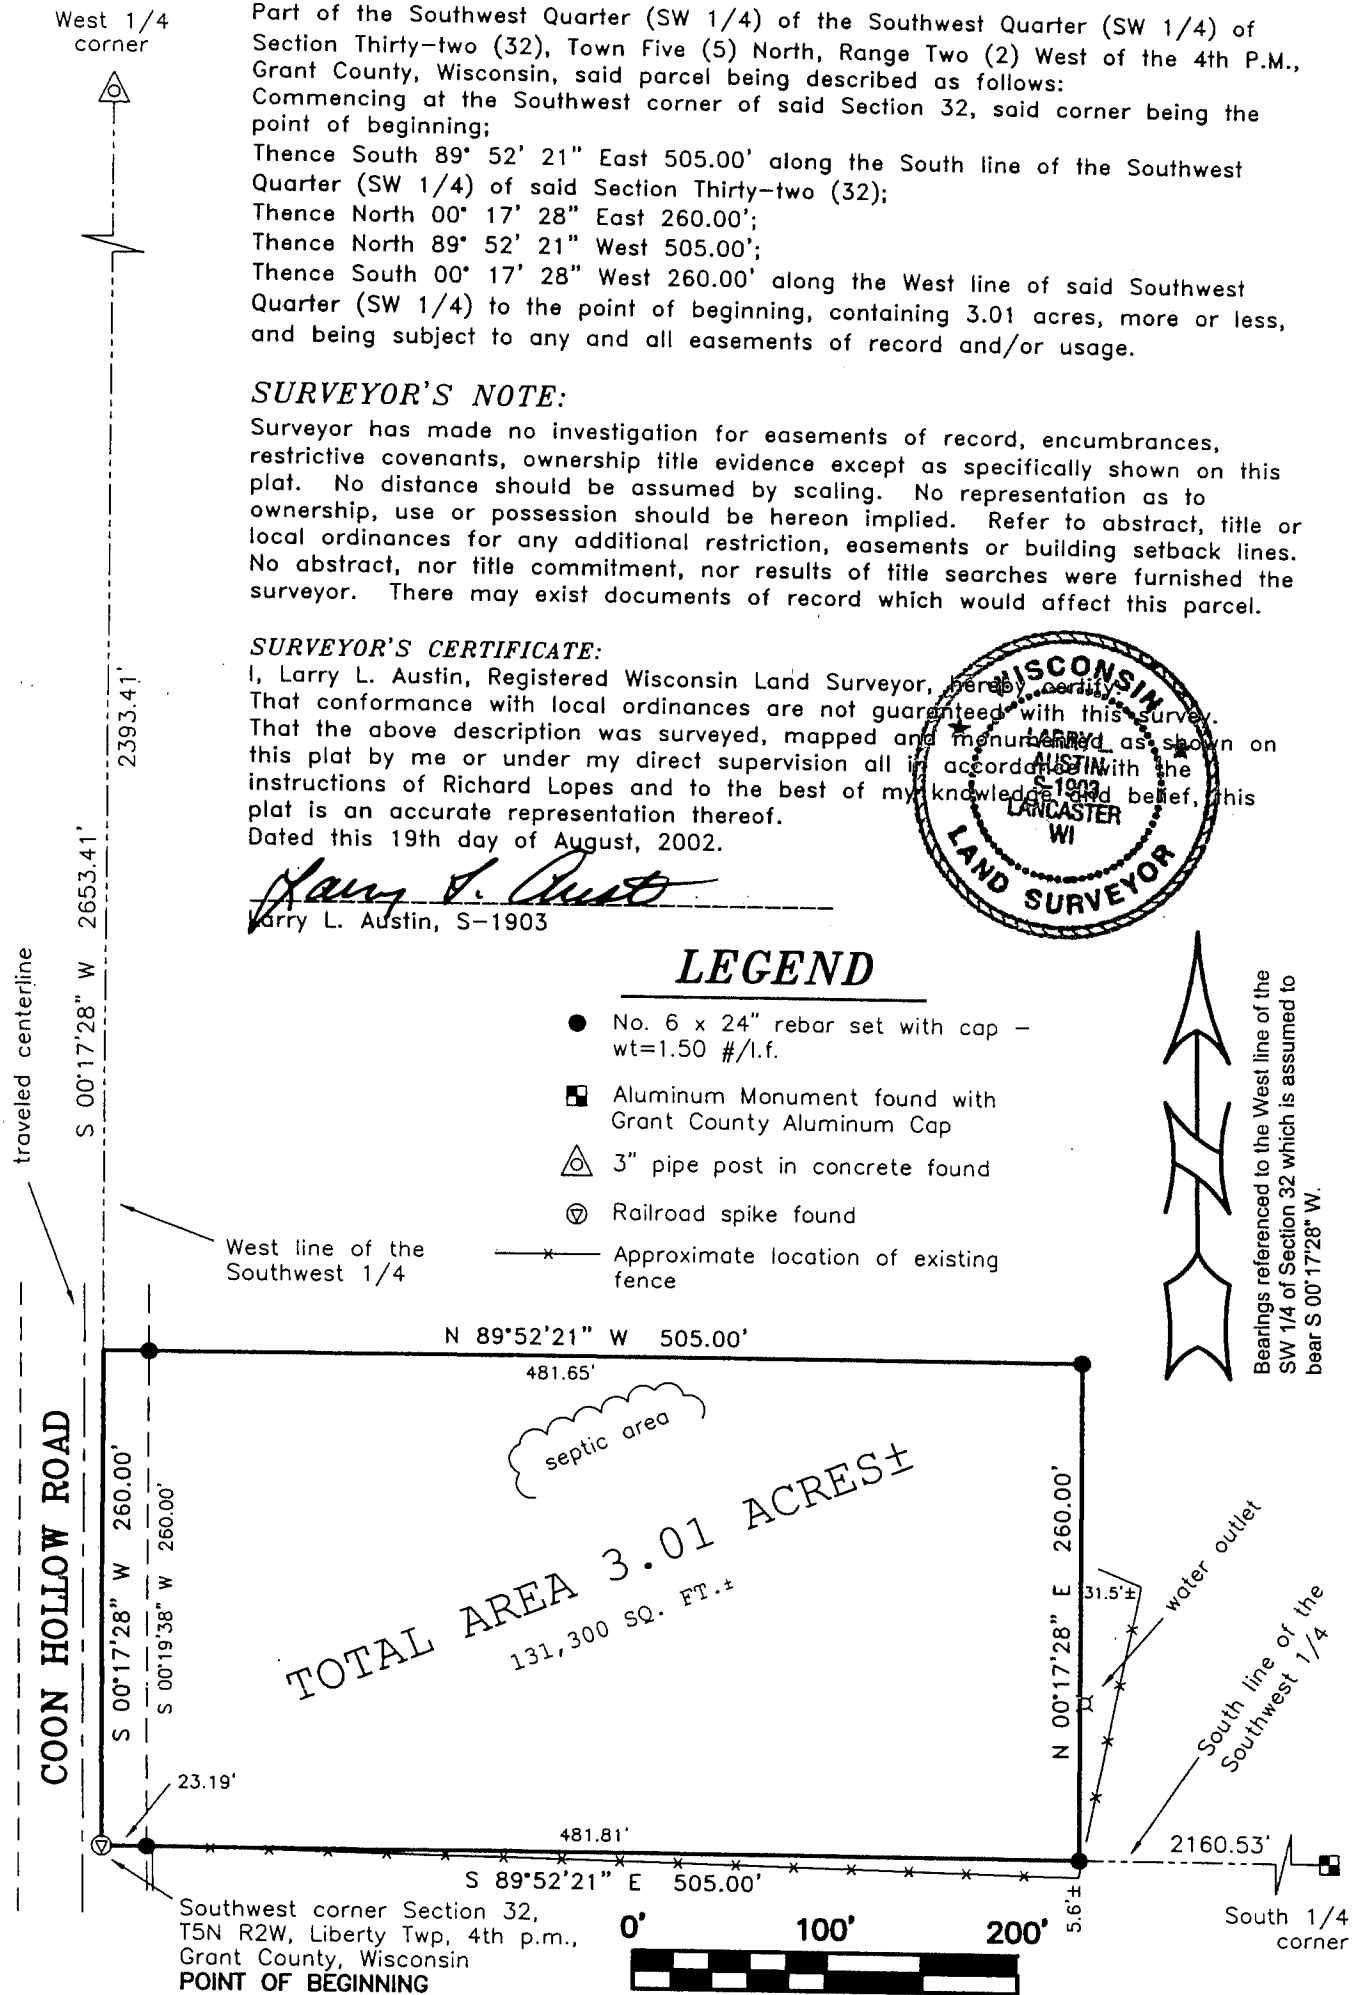 West 1/4
corner
Part of the Southwest Quarter (SW 1/4) of the Southwest Quarter (SW 1/4) of
Section Thirty-two (32), Town Five (5) North, Range Two (2) West of the 4th P.M.,
Grant County, Wisconsin, said parcel being described as follows:
Commencing at the Southwest corner of said Section 32, said corner being the
point of beginning;
Thence South 89° 52' 21" East 505.00' along the South line of the Southwest
Quarter (SW 1/4) of said Section Thirty-two (32);
Thence North 00° 17' 28" East 260.00';
Thence North 89° 52' 21" West 505.00';
Thence South 00° 17' 28" West 260.00' along the West line of said Southwest
Quarter (SW 1/4) to the point of beginning, containing 3.01 acres, more or less,
and being subject to any and all easements of record and/or usage.
SURVEYOR'S NOTE:
Surveyor has made no investigation for easements of record, encumbrances,
restrictive covenants, ownership title evidence except as specifically shown on this
plat. No distance should be assumed by scaling. No representation as to
ownership, use or possession should be hereon implied. Refer to abstract, title or
local ordinances for any additional restriction, easements or building setback lines.
No abstract, nor title commitment, nor results of title searches were furnished the
surveyor. There may exist documents of record which would affect this parcel.
SURVEYOR'S CERTIFICATE:
I, Larry L. Austin, Registered Wisconsin Land Surveyor, hereby certify:
That conformance with local ordinances are not guaranteed with this survey.
That the above description was surveyed, mapped and monumented as shown on
this plat by me or under my direct supervision all in accordance with the
instructions of Richard Lopes and to the best of my knowledge and belief, this
plat is an accurate representation thereof.
Dated this 19th day of August, 2002.
Larry L. Austin, S-1903
WISCONSIN
LARRY L.
AUSTIN
S-1903
LANCASTER
WI
LAND SURVEYOR
2393.41'
S 00°17'28" W 2653.41'
traveled centerline
LEGEND
No. 6 x 24" rebar set with cap -
wt=1.50 #/l.f.
Aluminum Monument found with
Grant County Aluminum Cap
3" pipe post in concrete found
Railroad spike found
Approximate location of existing
fence
Bearings referenced to the West line of the
SW 1/4 of Section 32 which is assumed to
bear S 00°17'28" W.
West line of the
Southwest 1/4
N 89°52'21" W 505.00'
481.65'
septic area
COON HOLLOW ROAD
S 00°17'28" W 260.00'
S 00°19'38" W 260.00'
TOTAL AREA 3.01 ACRES±
131,300 SQ. FT.±
N 00°17'28" E 260.00'
31.5'±
water outlet
South line of the
Southwest 1/4
23.19'
481.81'
S 89°52'21" E 505.00'
2160.53'
5.6'±
South 1/4
corner
Southwest corner Section 32,
T5N R2W, Liberty Twp, 4th p.m.,
Grant County, Wisconsin
POINT OF BEGINNING
0' 100' 200'